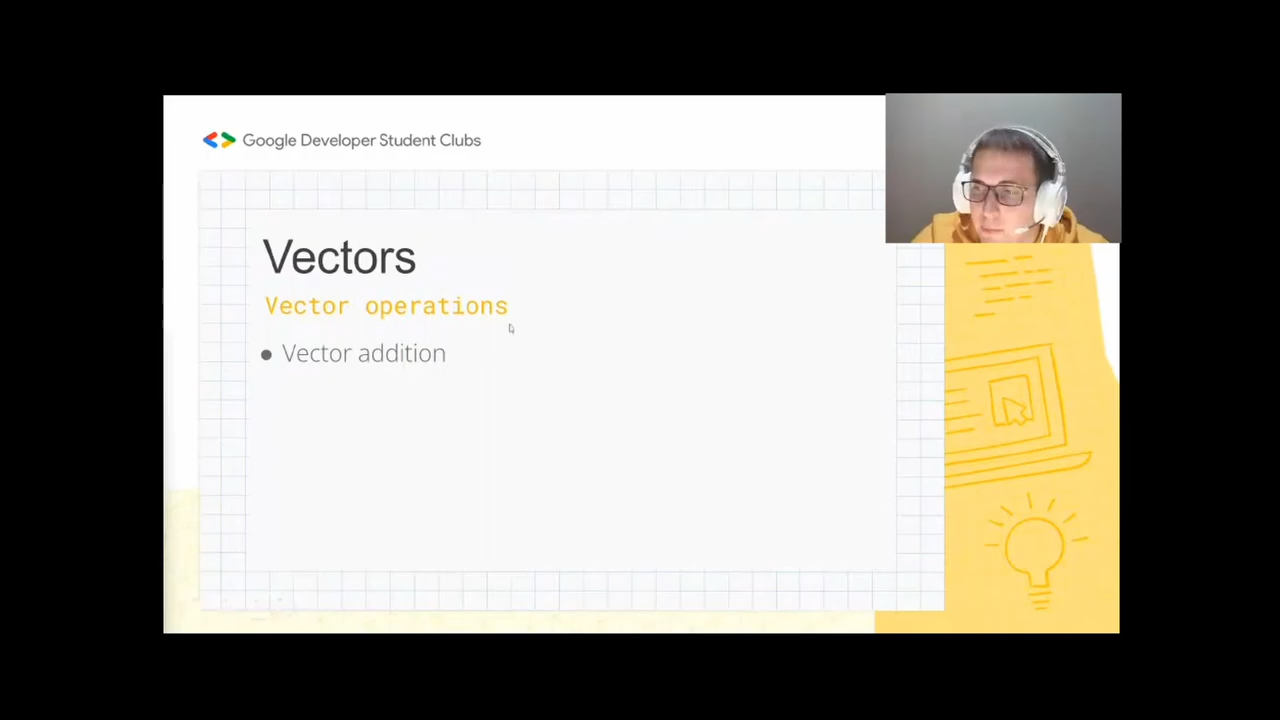 Google Developer Student Clubs
Vectors
Vector operations
● Vector addition